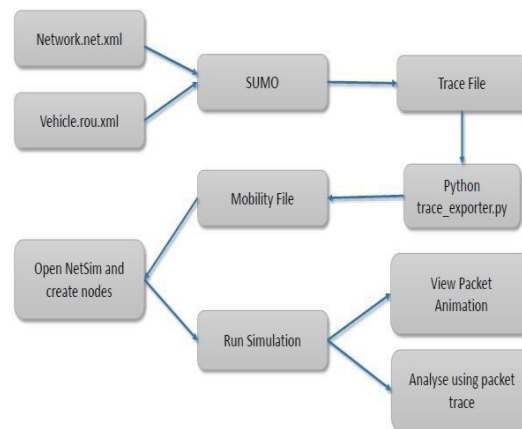 Network.net.xml
SUMO
Trace File
Vehicle.rou.xml
Mobility File
Python
trace_exporter.py
Open NetSim and
create nodes
Run Simulation
View Packet
Animation
Analyse using packet
trace